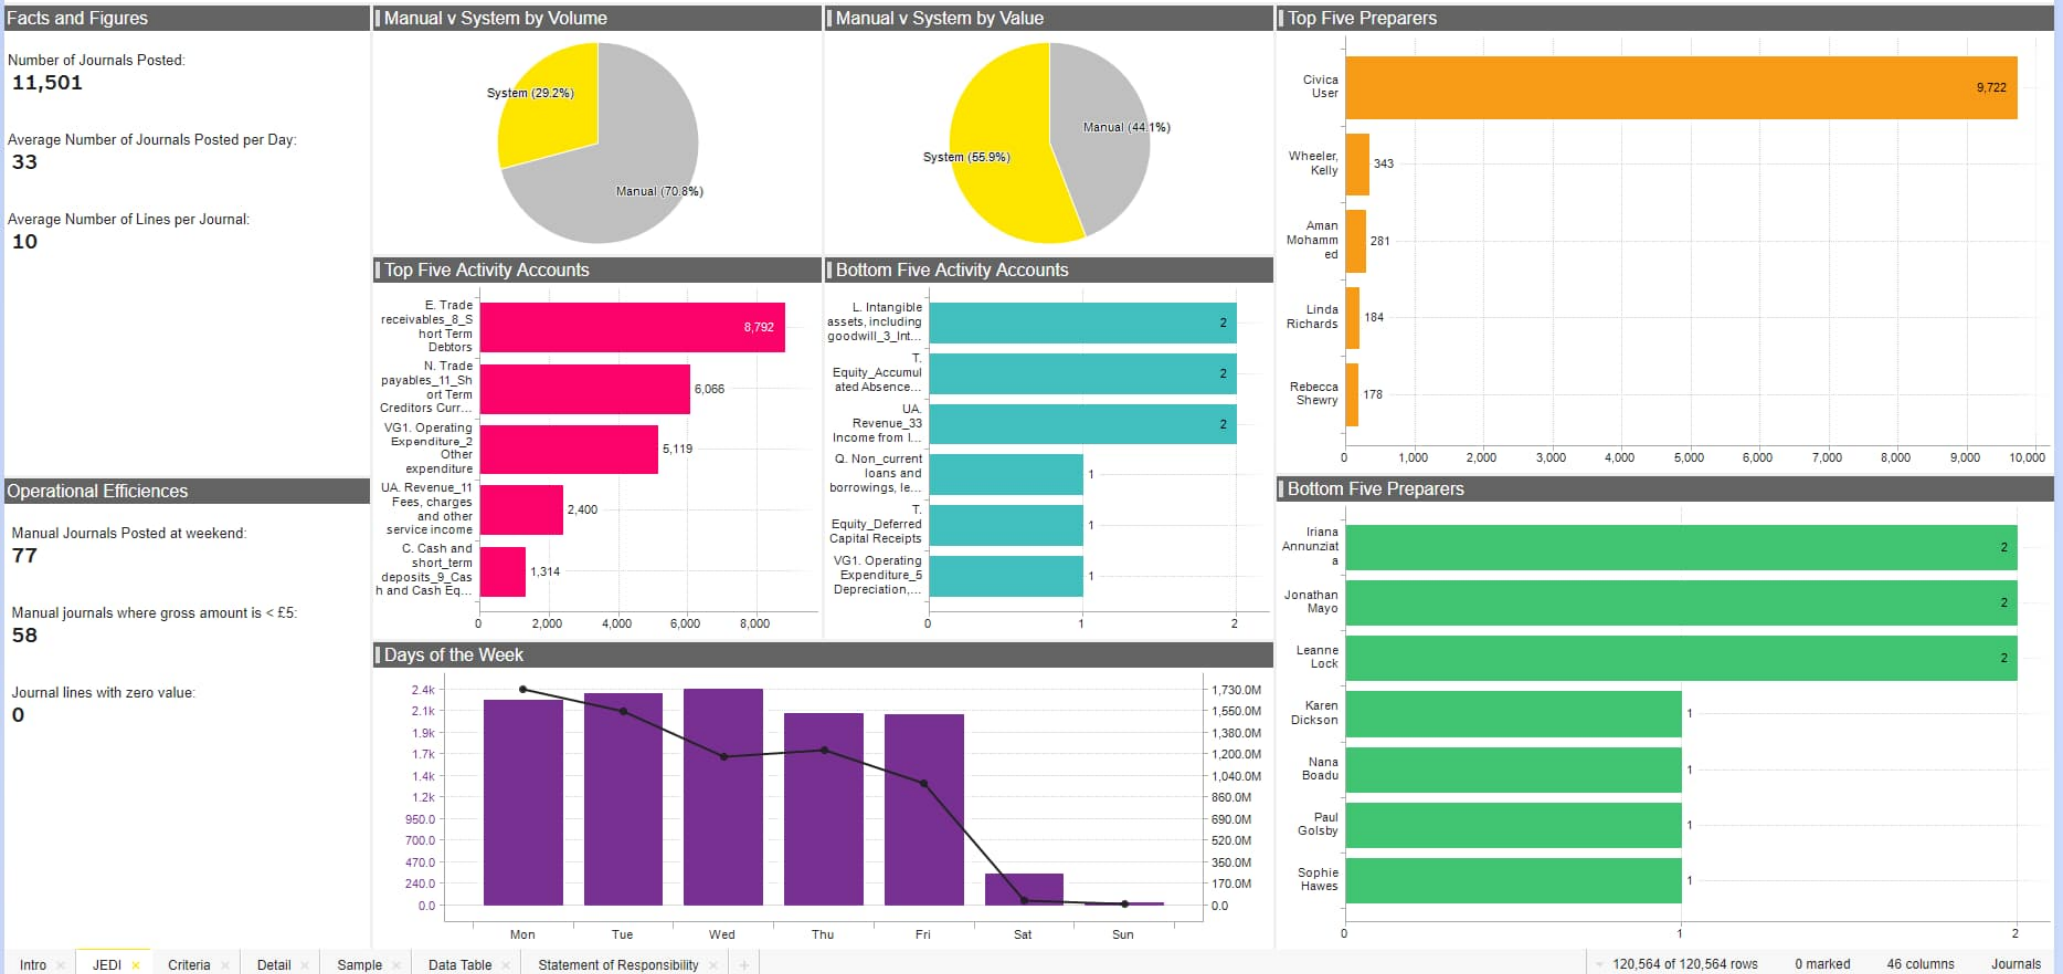 Facts and Figures
Number of Journals Posted:
11,501
Average Number of Journals Posted per Day:
33
Average Number of Lines per Journal:
10
Operational Efficiences
Manual Journals Posted at weekend:
77
Manual journals where gross amount is < £5:
58
Journal lines with zero value:
0
Manual v System by Volume
System (29.2%)
Manual (70.8%)
Manual v System by Value
Manual (44.1%)
System (55.9%)
Top Five Activity Accounts
E. Trade
receivables_8_S
hort Term
Debtors
8,792
N. Trade
payables_11_Sh
ort Term
Creditors Curr...
6,066
VG1. Operating
Expenditure_2
Other
expenditure
5,119
UA. Revenue_11
Fees, charges
and other
service income
2,400
C. Cash and
short_term
deposits_9_Cas
h and Cash Eq...
1,314
0 2,000 4,000 6,000 8,000
Bottom Five Activity Accounts
L. Intangible
assets, including
goodwill_3_Int...
2
T.
Equity_Accumul
ated Absence...
2
UA.
Revenue_33
Income from I...
2
Q. Non_current
loans and
borrowings, le...
1
T.
Equity_Deferred
Capital Receipts
1
VG1. Operating
Expenditure_5
Depreciation,...
1
0 1 2
Days of the Week
2.4k 1,730.0M
2.1k 1,550.0M
1.9k 1,380.0M
1.7k 1,200.0M
1.4k 1,040.0M
1.2k 860.0M
950.0 690.0M
700.0 520.0M
470.0 350.0M
240.0 170.0M
0.0 0.0
Mon Tue Wed Thu Fri Sat Sun
Top Five Preparers
Civica
User
9,722
Wheeler,
Kelly
343
Aman
Mohamm
ed
281
Linda
Richards
184
Rebecca
Shewry
178
0 1,000 2,000 3,000 4,000 5,000 6,000 7,000 8,000 9,000 10,000
Bottom Five Preparers
Iriana
Annunziat
a
2
Jonathan
Mayo
2
Leanne
Lock
2
Karen
Dickson
1
Nana
Boadu
1
Paul
Golsby
1
Sophie
Hawes
1
0 1 2
Intro JEDI Criteria Detail Sample Data Table Statement of Responsibility
120,564 of 120,564 rows 0 marked 46 columns Journals